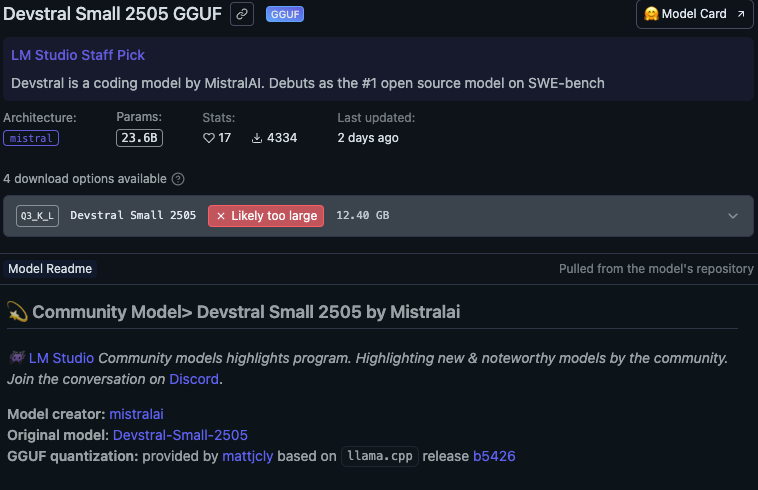 Devstral Small 2505 GGUF GGUF 🤗 Model Card ↗
LM Studio Staff Pick
Devstral is a coding model by MistralAI. Debuts as the #1 open source model on SWE-bench
Architecture: Params: Stats: Last updated:
mistral 23.6B 17 4334 2 days ago
4 download options available ?
Q3_K_L Devstral Small 2505 × Likely too large 12.40 GB
Model Readme Pulled from the model's repository
💫 Community Model> Devstral Small 2505 by Mistralai
👾 LM Studio Community models highlights program. Highlighting new & noteworthy models by the community.
Join the conversation on Discord.
Model creator: mistralai
Original model: Devstral-Small-2505
GGUF quantization: provided by mattjcly based on llama.cpp release b5426